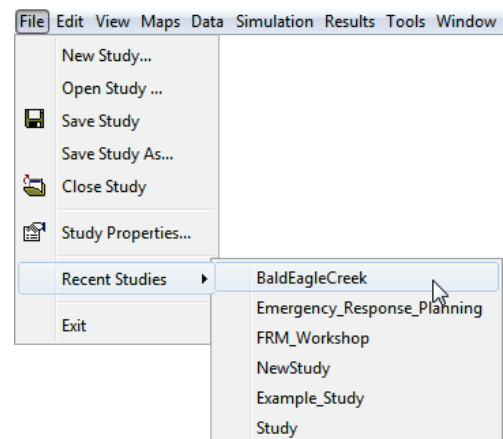 File Edit View Maps Data Simulation Results Tools Window
New Study...
Open Study ...
Save Study
Save Study As...
Close Study
Study Properties...
Recent Studies
BaldEagleCreek
Emergency_Response_Planning
FRM_Workshop
NewStudy
Example_Study
Study
Exit